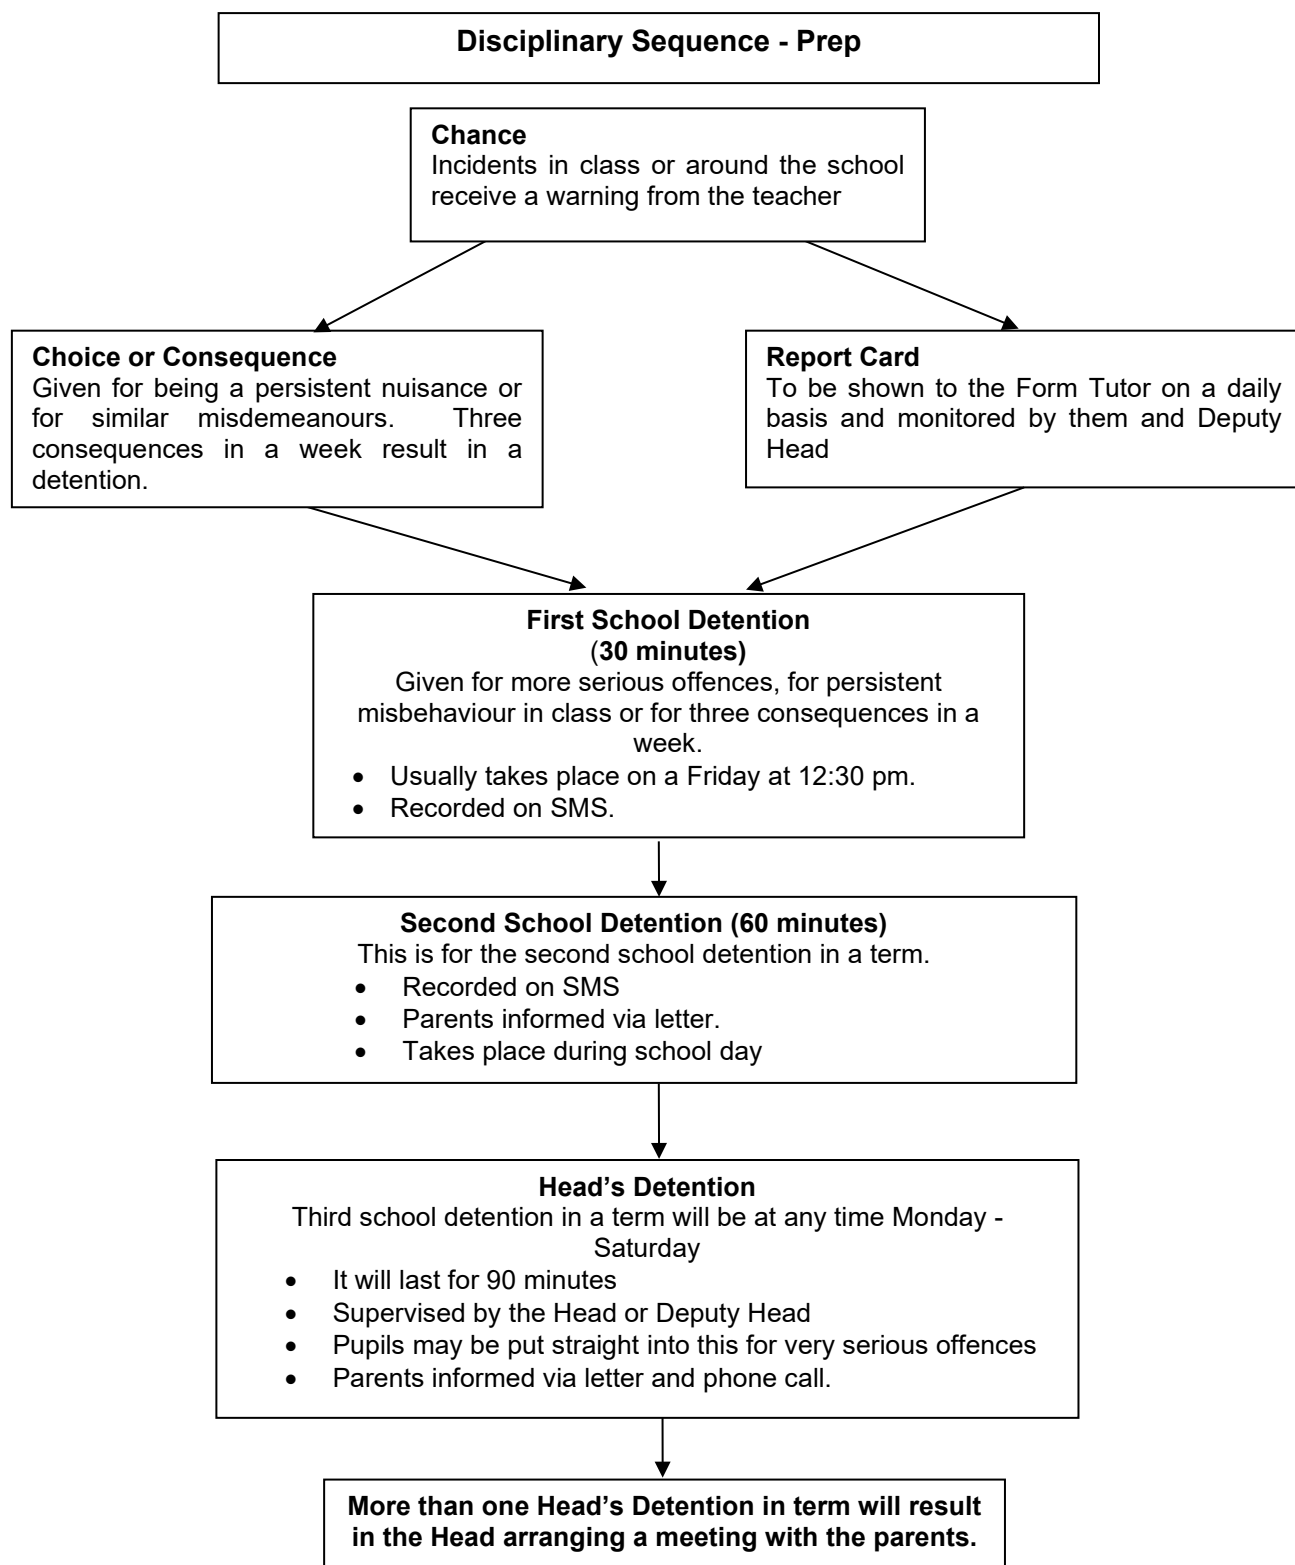 Disciplinary Sequence - Prep
Chance
Incidents in class or around the school
receive a warning from the teacher
Choice or Consequence
Given for being a persistent nuisance or
for similar misdemeanours. Three
consequences in a week result in a
detention.
Report Card
To be shown to the Form Tutor on a daily
basis and monitored by them and Deputy
Head
First School Detention
(30 minutes)
Given for more serious offences, for persistent
misbehaviour in class or for three consequences in a
week.
• Usually takes place on a Friday at 12:30 pm.
• Recorded on SMS.
Second School Detention (60 minutes)
This is for the second school detention in a term.
• Recorded on SMS
• Parents informed via letter.
• Takes place during school day
Head’s Detention
Third school detention in a term will be at any time Monday -
Saturday
• It will last for 90 minutes
• Supervised by the Head or Deputy Head
• Pupils may be put straight into this for very serious offences
• Parents informed via letter and phone call.
More than one Head’s Detention in term will result
in the Head arranging a meeting with the parents.